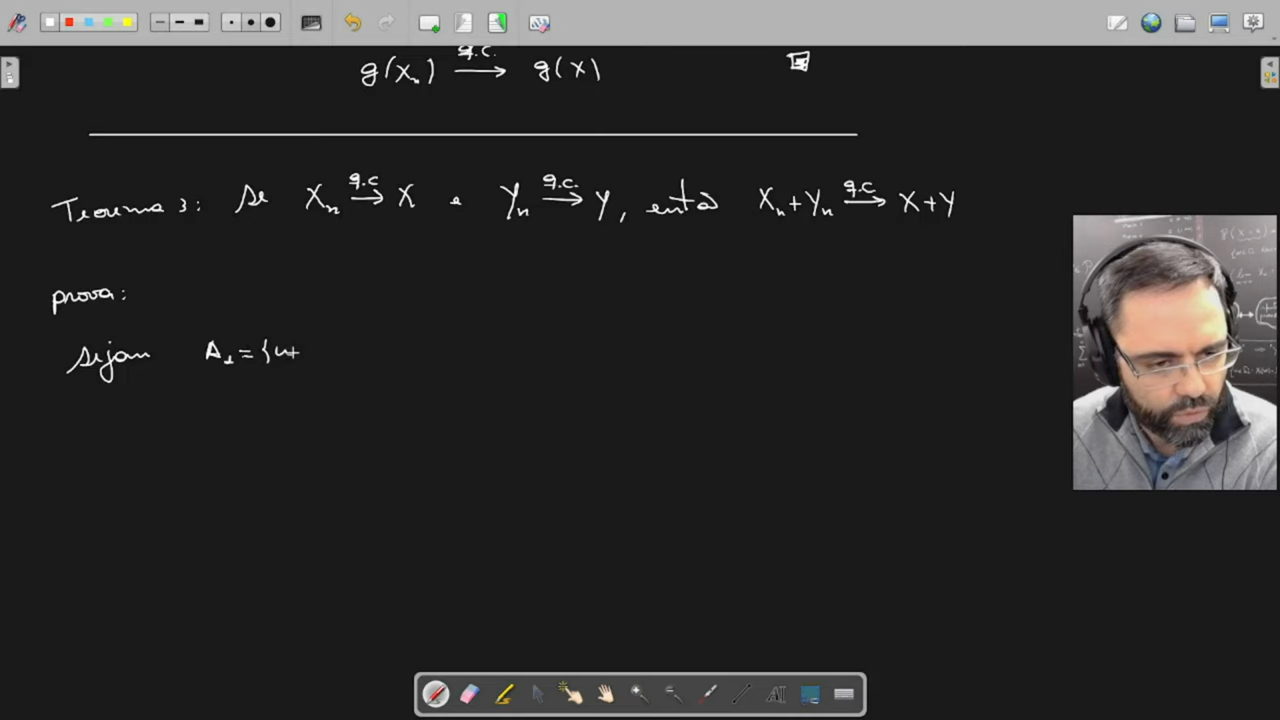 g(Xₙ) →^{q.c.} g(X)
Teorema 3: Se Xₙ →^{q.c} X e Yₙ →^{q.c.} Y, então Xₙ+Yₙ →^{q.c} X+Y
prova:
Sejam A₁ = {w